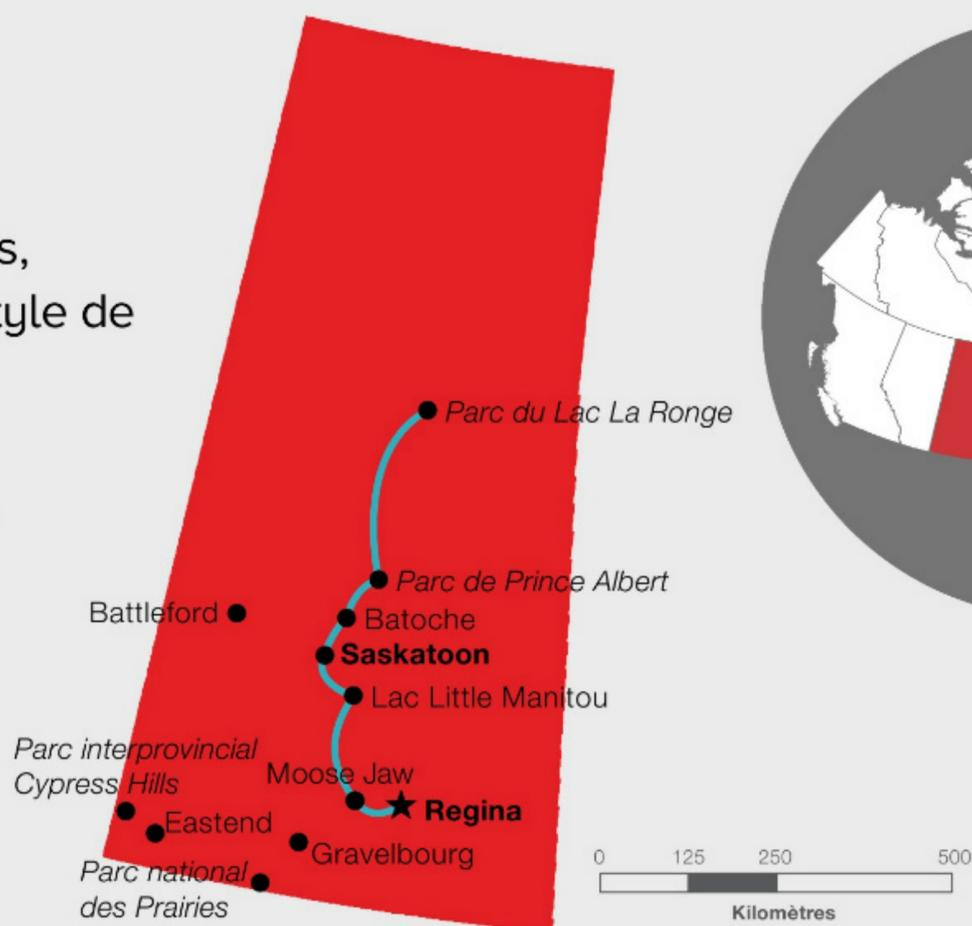 s,
tyle de
Parc du Lac La Ronge
Parc de Prince Albert
Battleford
Batoche
Saskatoon
Lac Little Manitou
Parc interprovincial
Cypress Hills
Moose Jaw
Regina
Eastend
Gravelbourg
Parc national
des Prairies
0 125 250 500
Kilomètres